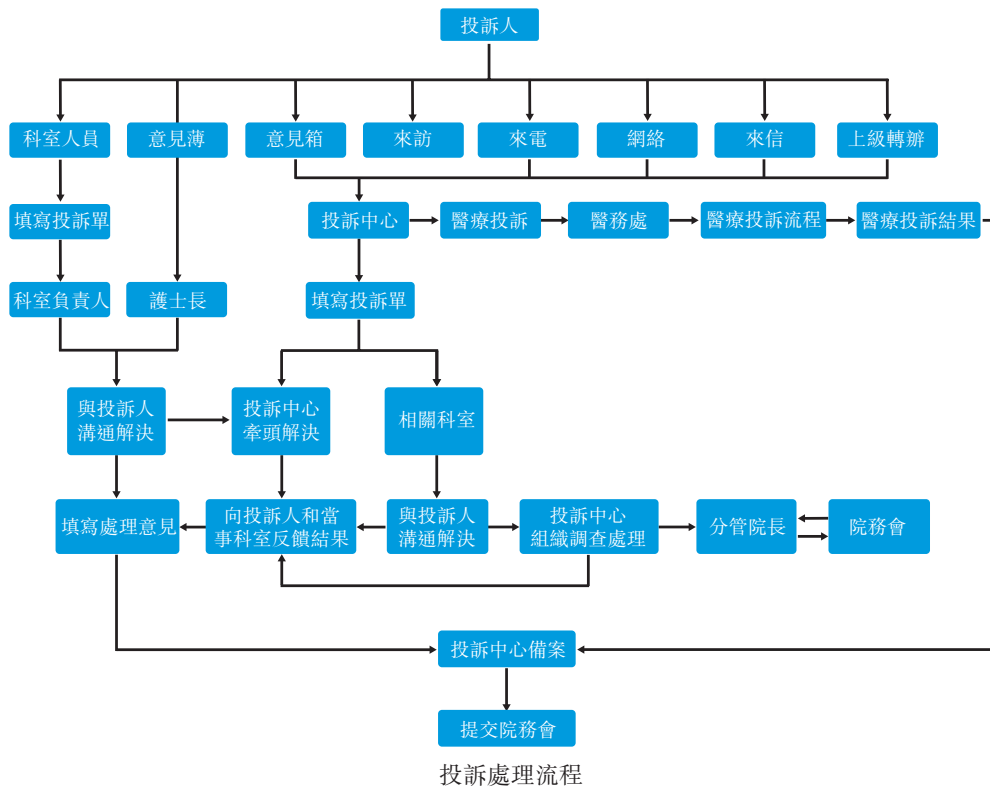 投訴人
科室人員
意見薄
意見箱
來訪
來電
網絡
來信
上級轉辦
填寫投訴單
投訴中心
醫療投訴
醫務處
醫療投訴流程
醫療投訴結果
科室負責人
護士長
填寫投訴單
與投訴人
溝通解決
投訴中心
牽頭解決
相關科室
填寫處理意見
向投訴人和當
事科室反饋結果
與投訴人
溝通解決
投訴中心
組織調查處理
分管院長
院務會
投訴中心備案
提交院務會
投訴處理流程